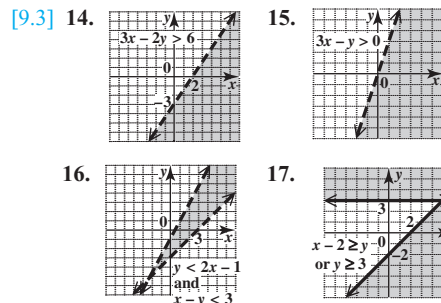 [9.3] 14.
y
3x − 2y > 6
0
2
x
−3
15.
y
3x − y > 0
0
x
16.
y
0
3
x
y < 2x − 1
and
x − y < 3
17.
y
3
2
x
0
x − 2 ≥ y
−2
or y ≥ 3